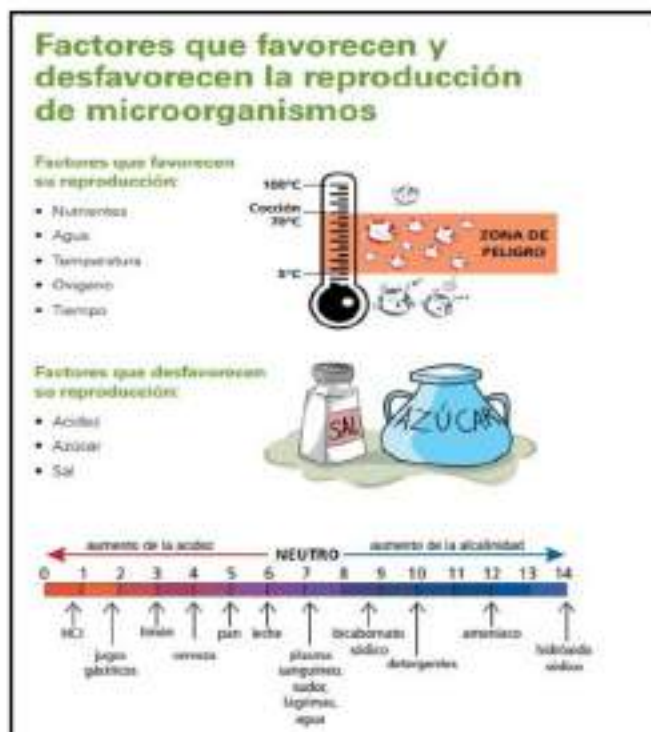 Factores que favorecen y
desfavorecen la reproducción
de microorganismos
Factores que favorecen
su reproducción:
• Nutrientes
• Agua
• Temperatura
• Oxígeno
• Tiempo
100°C
Cocción
70°C
5°C
ZONA DE
PELIGRO
Factores que desfavorecen
su reproducción:
• Acidez
• Azúcar
• Sal
SAL
AZÚCAR
aumento de la acidez
NEUTRO
aumento de la alcalinidad
0 1 2 3 4 5 6 7 8 9 10 11 12 13 14
HCl
jugos
gástricos
limón
cerveza
pan
leche
plasma
sanguíneo,
sudor,
lágrimas,
agua
bicabornato
sódico
detergentes
amoníaco
hidróxido
sódico